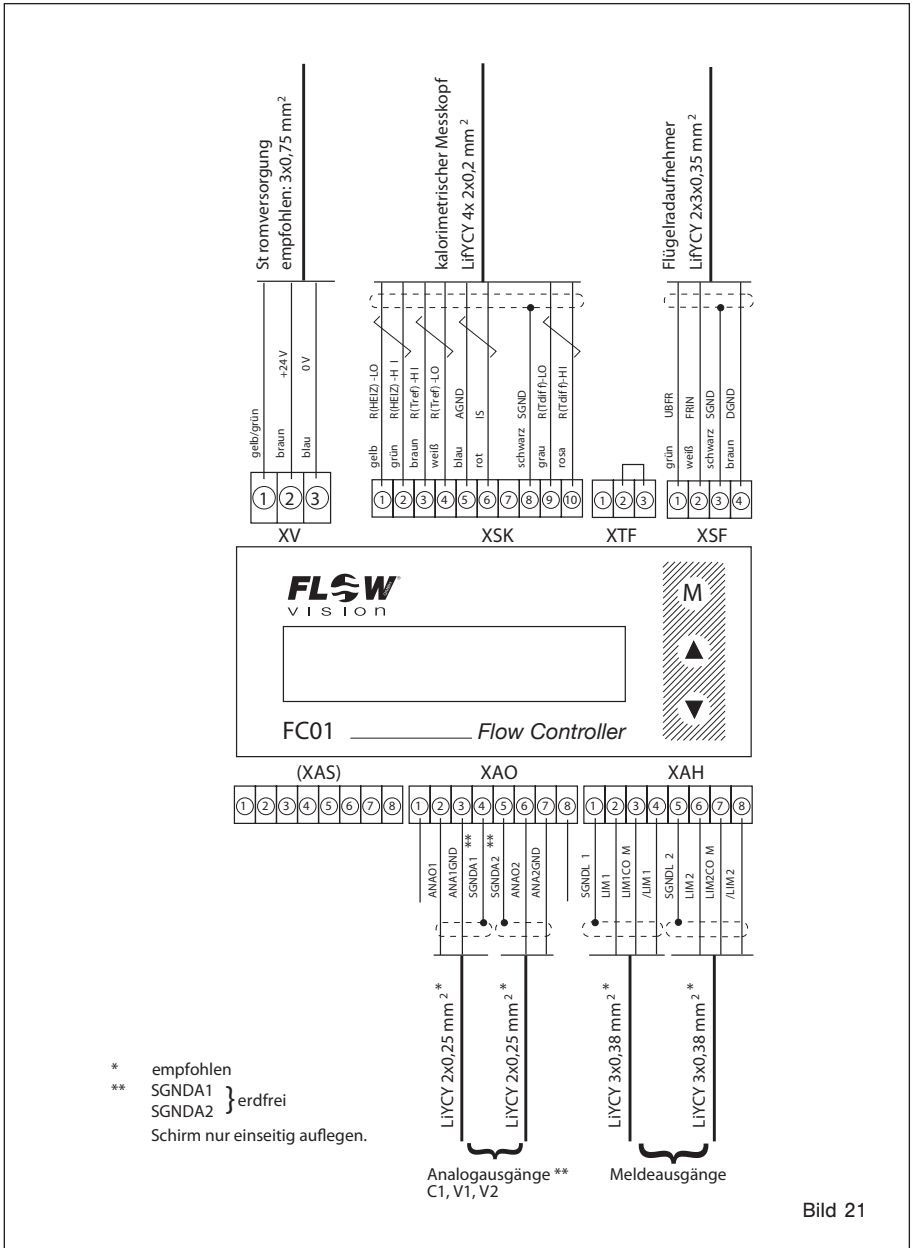 Stromversorgung
empfohlen: 3x0,75 mm²
kalorimetrischer Messkopf
LifYCY 4x 2x0,2 mm²
Flügelradaufnehmer
LifYCY 2x3x0,35 mm²
gelb/grün
braun +24 V
blau 0 V
gelb R(HEIZ)-LO
grün R(HEIZ)-HI
braun R(Tref)-HI
weiß R(Tref)-LO
blau AGND
rot IS
schwarz SGND
grau R(Tdiff)-LO
rosa R(Tdiff)-HI
grün UBFR
weiß FRIN
schwarz SGND
braun DGND
1 2 3
1 2 3 4 5 6 7 8 9 10
1 2 3
1 2 3 4
XV XSK XTF XSF
FLOW
vision
M
FC01 Flow Controller
(XAS) XAO XAH
1 2 3 4 5 6 7 8
1 2 3 4 5 6 7 8
1 2 3 4 5 6 7 8
ANAO1
ANA1GND
SGNDA1 **
SGNDA2 **
ANAO2
ANA2GND
SGNDL 1
LIM1
LIM1COM
/LIM1
SGNDL 2
LIM2
LIM2COM
/LIM2
LiYCY 2x0,25 mm² *
LiYCY 2x0,25 mm² *
LiYCY 3x0,38 mm² *
LiYCY 3x0,38 mm² *
* empfohlen
** SGNDA1
SGNDA2 } erdfrei
Schirm nur einseitig auflegen.
Analogausgänge **
C1, V1, V2
Meldeausgänge
Bild 21